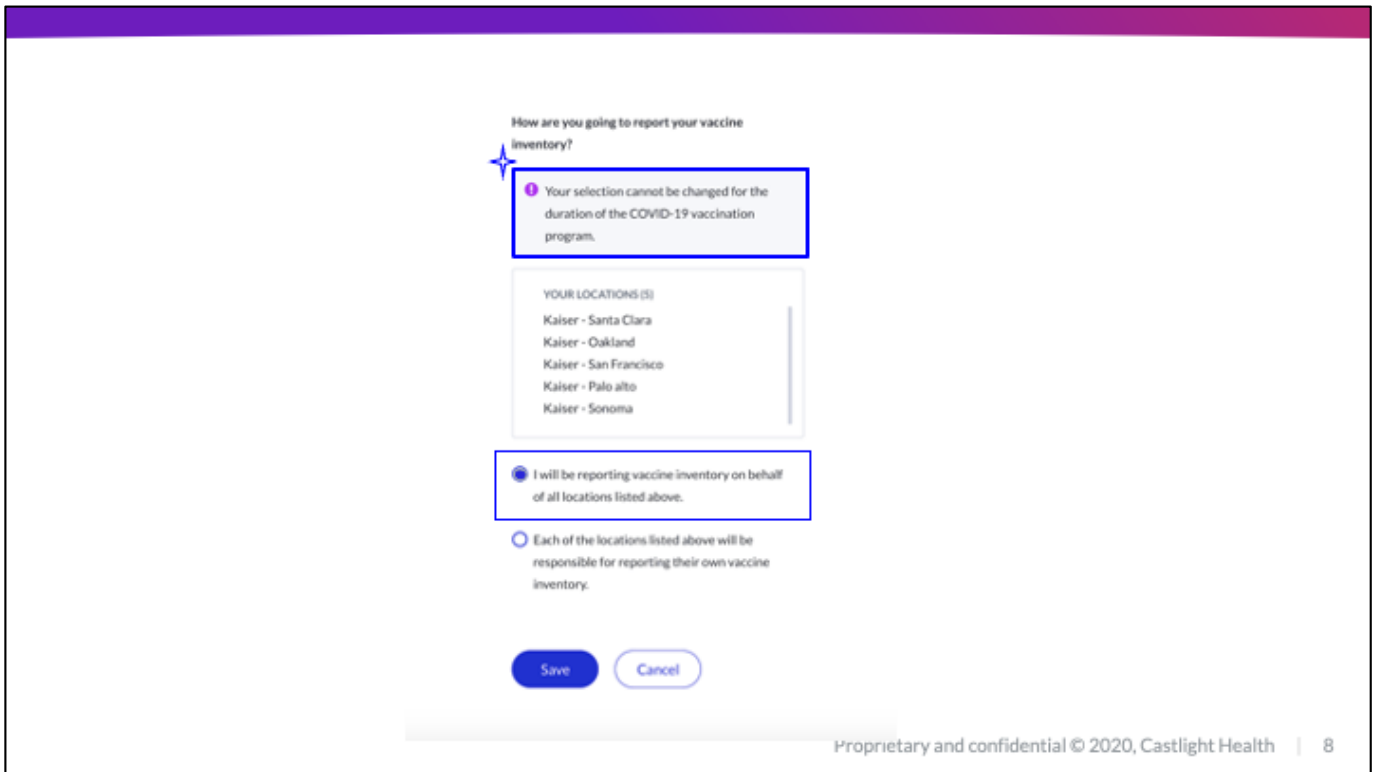 How are you going to report your vaccine
inventory?
Your selection cannot be changed for the
duration of the COVID-19 vaccination
program.
YOUR LOCATIONS (5)
Kaiser - Santa Clara
Kaiser - Oakland
Kaiser - San Francisco
Kaiser - Palo alto
Kaiser - Sonoma
I will be reporting vaccine inventory on behalf
of all locations listed above.
Each of the locations listed above will be
responsible for reporting their own vaccine
inventory.
Save Cancel
Proprietary and confidential © 2020, Castlight Health | 8